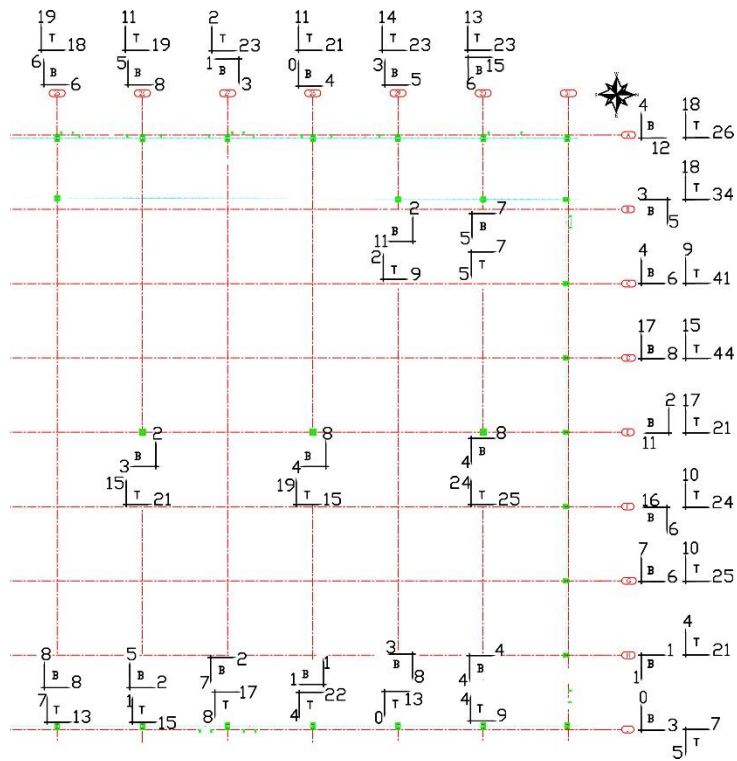 19 11 2 11 14 13
T 18 T 19 T 23 T 21 T 23 T 23
6 5 1 0 3 15
B 6 B 8 B 3 B 4 B 5 B 6
4 18
B T 26
12
18
3 T 34
B 5
2 7
11 B 5 B
2 7
T 9 5 T
4 9
B 6 T 41
17 15
B 8 T 44
2 17
B T 21
11
2 8 8
3 B 4 B 4 B
15 19 24
T 21 T 15 T 25
10
16 T 24
B 6
7 10
B 6 T 25
4
1 T 21
B
1
8 5 2 1 3 4
B 8 B 2 7 B 1 B B 8 4 B
7 1 17 22 13 4
T 13 T 15 8 T 4 T 0 T T 9
0
B 3 7
5 T